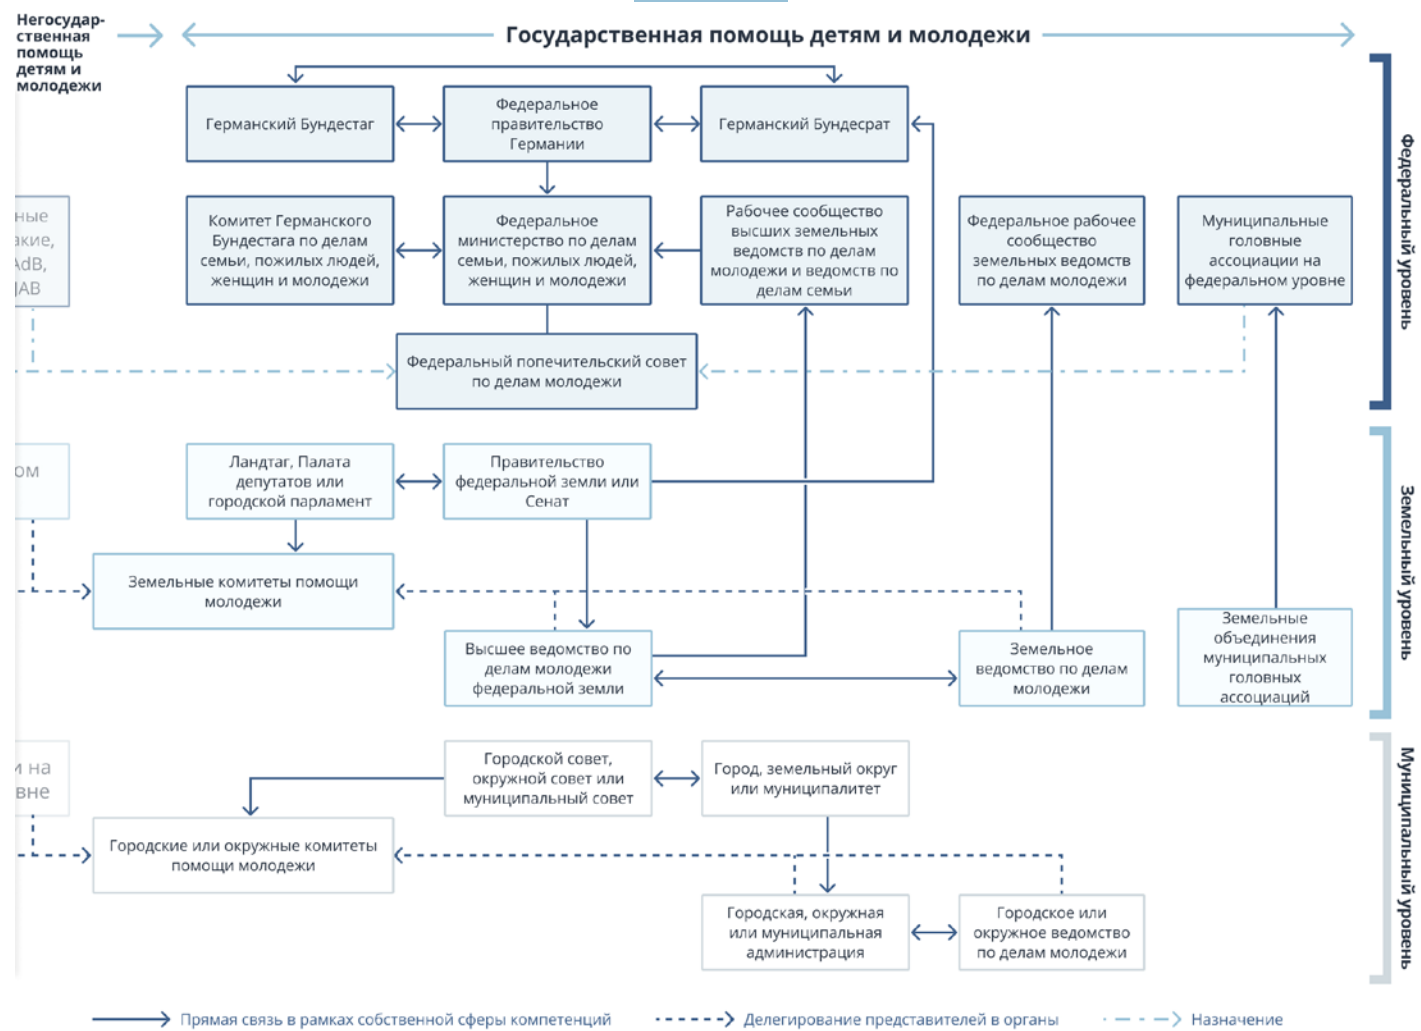 Негосудар-
ственная
помощь
детям и
молодежи
Государственная помощь детям и молодежи
Германский Бундестаг
Федеральное
правительство
Германии
Германский Бундесрат
ные
акие,
AdB,
JAB
Комитет Германского
Бундестага по делам
семьи, пожилых людей,
женщин и молодежи
Федеральное
министерство по делам
семьи, пожилых людей,
женщин и молодежи
Рабочее сообщество
высших земельных
ведомств по делам
молодежи и ведомств по
делам семьи
Федеральное рабочее
сообщество
земельных ведомств
по делам молодежи
Муниципальные
головные
ассоциации на
федеральном уровне
Федеральный попечительский совет
по делам молодежи
Федеральный уровень
ом
Ландтаг, Палата
депутатов или
городской парламент
Правительство
федеральной земли или
Сенат
Земельные комитеты помощи
молодежи
Высшее ведомство по
делам молодежи
федеральной земли
Земельное
ведомство по делам
молодежи
Земельные
объединения
муниципальных
головных
ассоциаций
Земельный уровень
и на
вне
Городской совет,
окружной совет или
муниципальный совет
Город, земельный округ
или муниципалитет
Городские или окружные комитеты
помощи молодежи
Городская, окружная
или муниципальная
администрация
Городское или
окружное ведомство
по делам молодежи
Муниципальный уровень
Прямая связь в рамках собственной сферы компетенций
Делегирование представителей в органы
Назначение